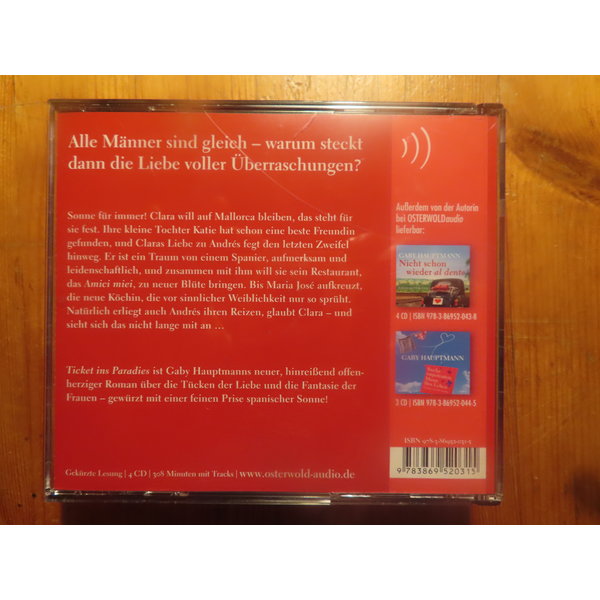 Alle Männer sind gleich – warum steckt
dann die Liebe voller Überraschungen?
Sonne für immer! Clara will auf Mallorca bleiben, das steht für
sie fest. Ihre kleine Tochter Katie hat schon eine beste Freundin
gefunden, und Claras Liebe zu Andrés fegt den letzten Zweifel
hinweg. Er ist ein Traum von einem Spanier, aufmerksam und
leidenschaftlich, und zusammen mit ihm will sie sein Restaurant,
das Amici miei, zu neuer Blüte bringen. Bis Maria José aufkreuzt,
die neue Köchin, die vor sinnlicher Weiblichkeit nur so sprüht.
Natürlich erliegt auch Andrés ihren Reizen, glaubt Clara – und
sieht sich das nicht lange mit an ...
Ticket ins Paradies ist Gaby Hauptmanns neuer, hinreißend offen-
herziger Roman über die Tücken der Liebe und die Fantasie der
Frauen – gewürzt mit einer feinen Prise spanischer Sonne!
Gekürzte Lesung | 4 CD | 308 Minuten mit Tracks | www.osterwold-audio.de
Außerdem von der Autorin
bei OSTERWOLDaudio
lieferbar:
GABY HAUPTMANN
Nicht schon
wieder al dente
4 CD | ISBN 978-3-86952-043-8
GABY HAUPTMANN
3 CD | ISBN 978-3-86952-044-5
ISBN 978-3-86952-031-5
9 783869 520315